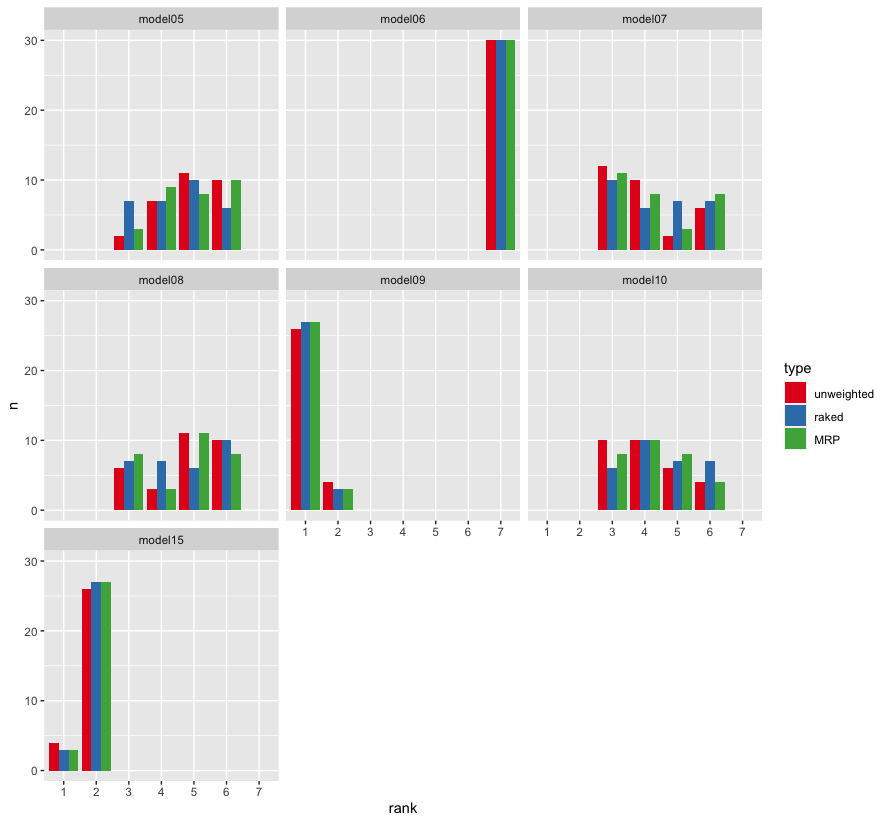 model05 model06 model07
30
20
10
0
model08 model09 model10
30
20
10
0
1 2 3 4 5 6 7 1 2 3 4 5 6 7
model15
30
20
10
0
1 2 3 4 5 6 7
rank
n
type
unweighted
raked
MRP